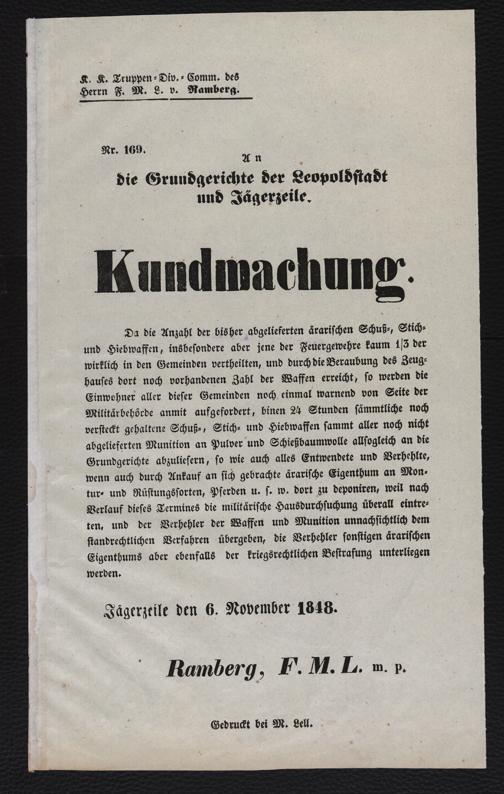 K. K. Truppen-Div.-Comm. des
Herrn F. M. L. v. Ramberg.
Nr. 169.
An
die Grundgerichte der Leopoldstadt
und Jägerzeile.
Kundmachung.
Da die Anzahl der bisher abgelieferten ärarischen Schuß-, Stich-
und Hiebwaffen, insbesondere aber jene der Feuergewehre kaum 1/3 der
wirklich in den Gemeinden vertheilten, und durch die Beraubung des Zeug-
hauses dort noch vorhandenen Zahl der Waffen erreicht, so werden die
Einwohner aller dieser Gemeinden noch einmal warnend von Seite der
Militärbehörde anmit aufgefordert, binen 24 Stunden sämmtliche noch
versteckt gehaltene Schuß-, Stich- und Hiebwaffen sammt aller noch nicht
abgelieferten Munition an Pulver und Schießbaumwolle allsogleich an die
Grundgerichte abzuliefern, so wie auch alles Entwendete und Verhehlte,
wenn auch durch Ankauf an sich gebrachte ärarische Eigenthum an Mon-
tur- und Rüstungssorten, Pferden u. s. w. dort zu deponiren, weil nach
Verlauf dieses Termines die militärische Hausdurchsuchung überall eintre-
ten, und der Verhehler der Waffen und Munition unnachsichtlich dem
standrechtlichen Verfahren übergeben, die Verhehler sonstigen ärarischen
Eigenthums aber ebenfalls der kriegsrechtlichen Bestrafung unterliegen
werden.
Jägerzeile den 6. November 1848.
Ramberg, F. M. L. m. p.
Gedruckt bei M. Lell.